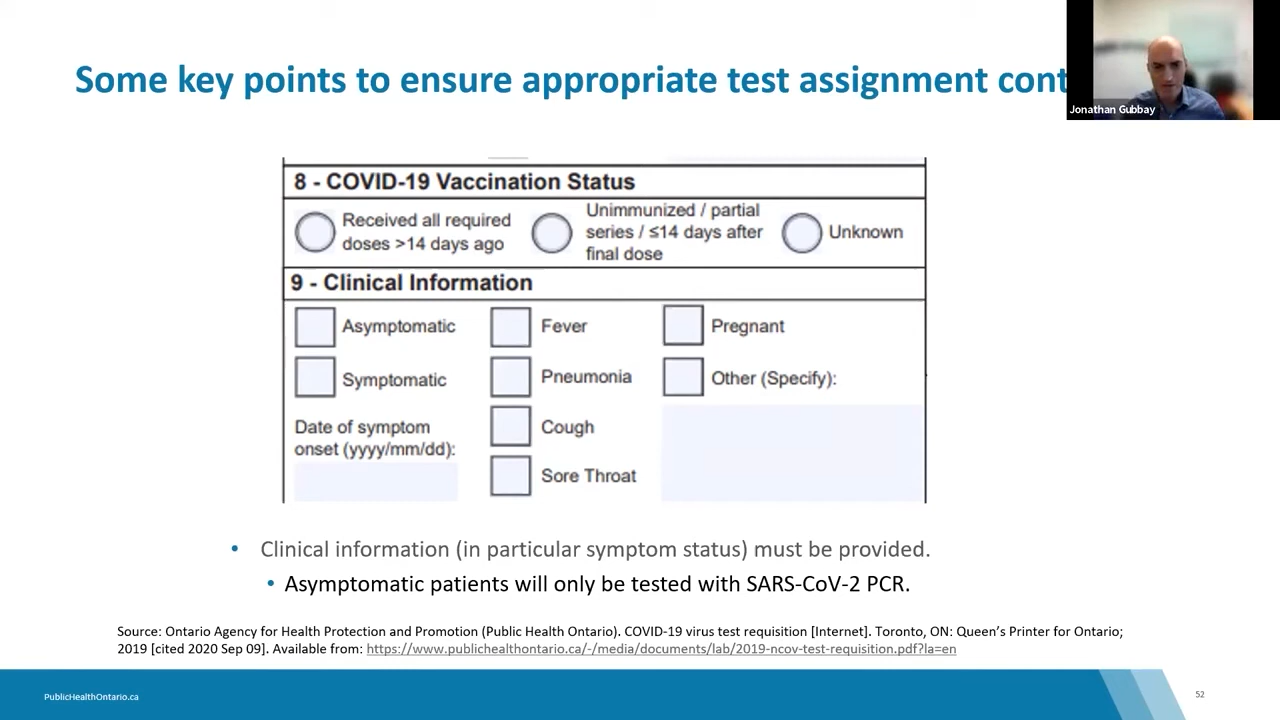 Some key points to ensure appropriate test assignment cont
Jonathan Gubbay
8 - COVID-19 Vaccination Status
Received all required
doses >14 days ago
Unimmunized / partial
series / ≤14 days after
final dose
Unknown
9 - Clinical Information
Asymptomatic
Symptomatic
Date of symptom
onset (yyyy/mm/dd):
Fever
Pneumonia
Cough
Sore Throat
Pregnant
Other (Specify):
• Clinical information (in particular symptom status) must be provided.
• Asymptomatic patients will only be tested with SARS-CoV-2 PCR.
Source: Ontario Agency for Health Protection and Promotion (Public Health Ontario). COVID-19 virus test requisition [Internet]. Toronto, ON: Queen's Printer for Ontario;
2019 [cited 2020 Sep 09]. Available from: https://www.publichealthontario.ca/-/media/documents/lab/2019-ncov-test-requisition.pdf?la=en
PublicHealthOntario.ca
52